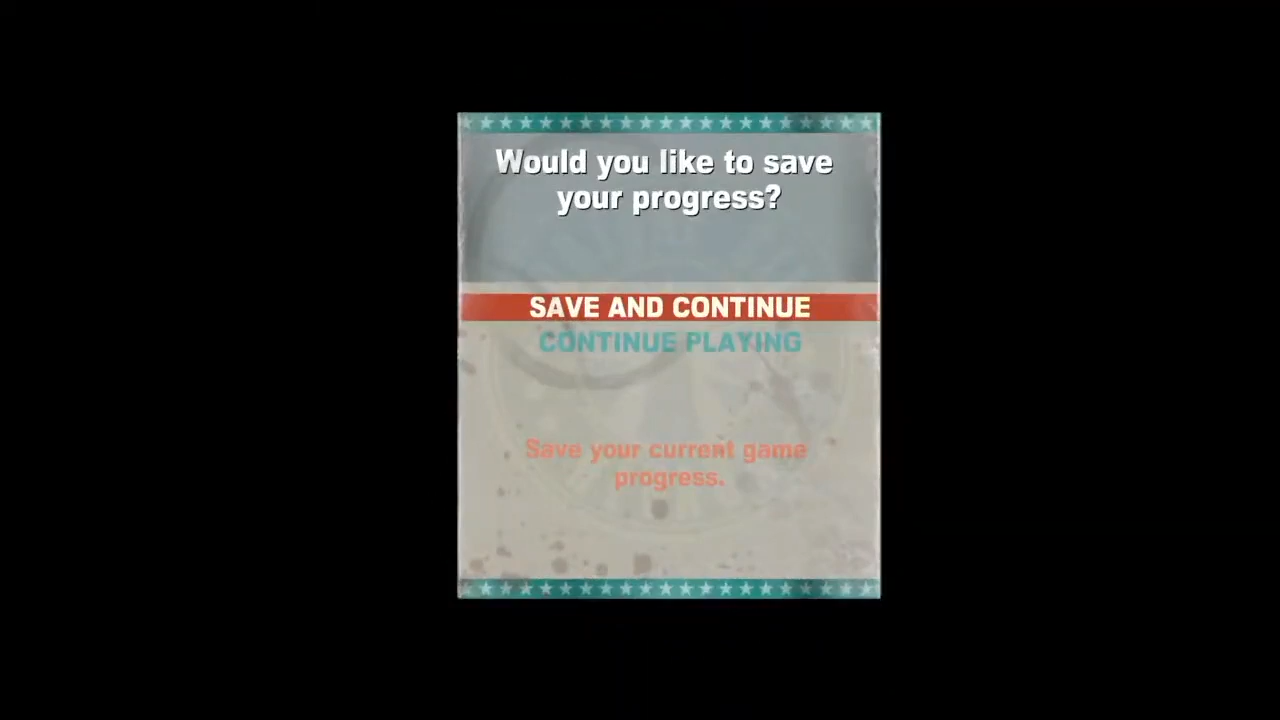 Would you like to save
your progress?
SAVE AND CONTINUE
CONTINUE PLAYING
Save your current game
progress.